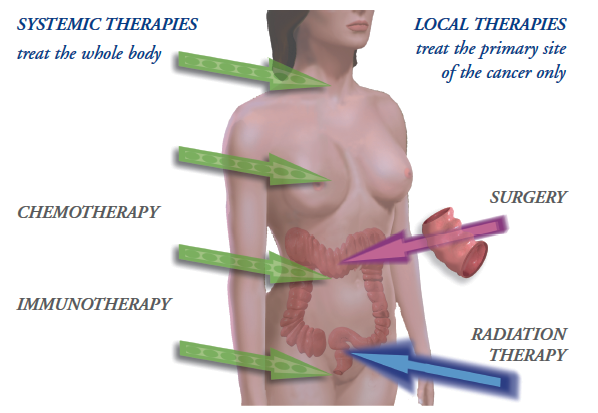 SYSTEMIC THERAPIES
treat the whole body
LOCAL THERAPIES
treat the primary site
of the cancer only
CHEMOTHERAPY
IMMUNOTHERAPY
SURGERY
RADIATION
THERAPY